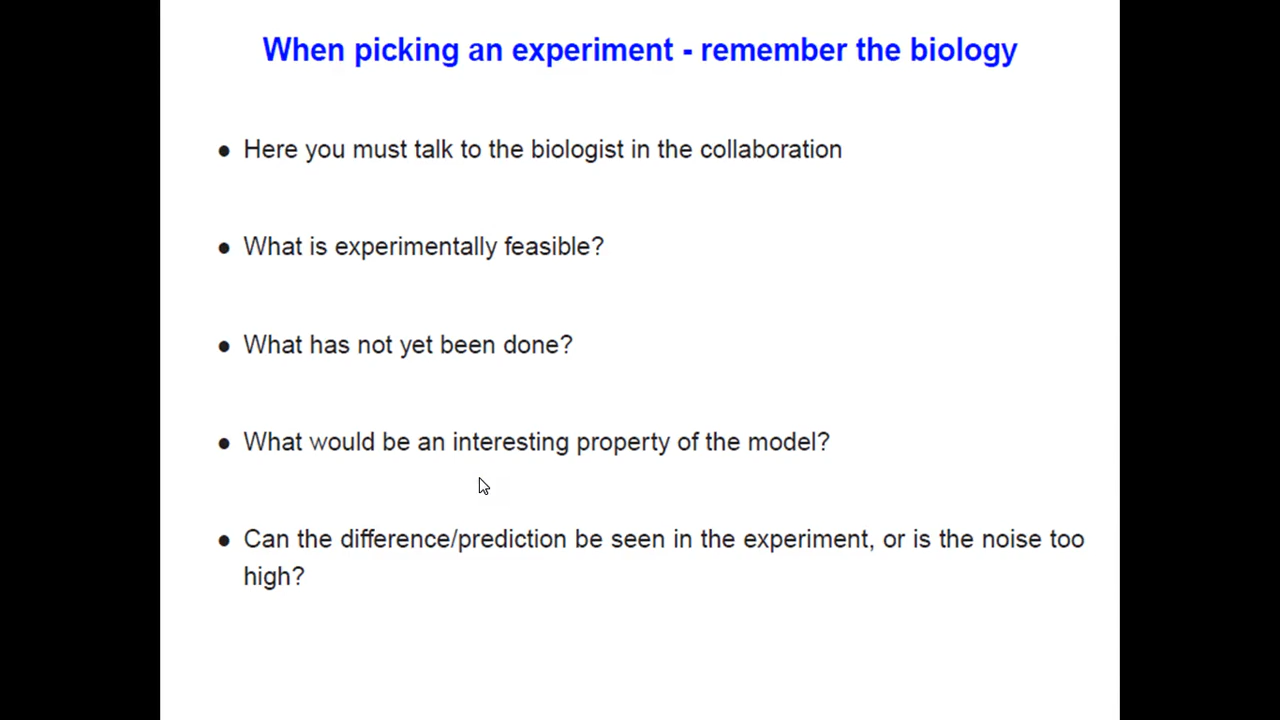 When picking an experiment - remember the biology
● Here you must talk to the biologist in the collaboration
● What is experimentally feasible?
● What has not yet been done?
● What would be an interesting property of the model?
● Can the difference/prediction be seen in the experiment, or is the noise too
high?